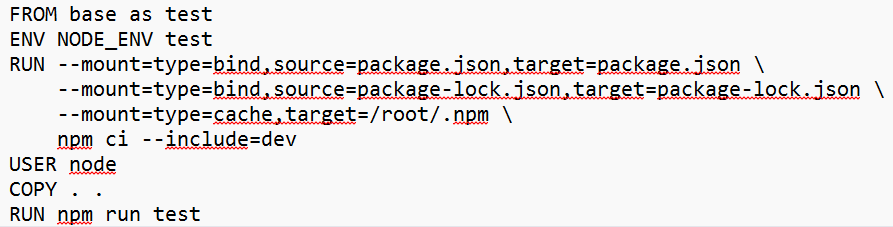 FROM base as test
ENV NODE_ENV test
RUN --mount=type=bind,source=package.json,target=package.json \
    --mount=type=bind,source=package-lock.json,target=package-lock.json \
    --mount=type=cache,target=/root/.npm \
    npm ci --include=dev
USER node
COPY . .
RUN npm run test